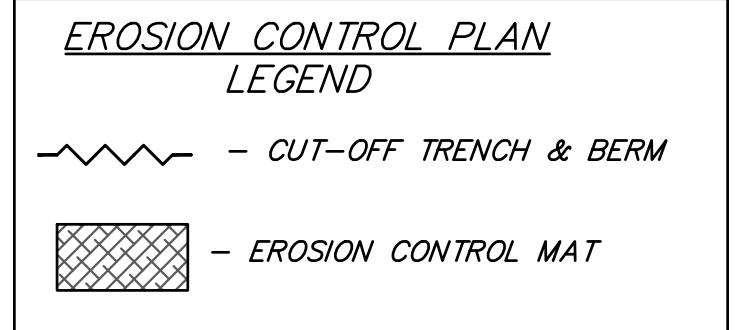 EROSION CONTROL PLAN
LEGEND
- CUT-OFF TRENCH & BERM
- EROSION CONTROL MAT